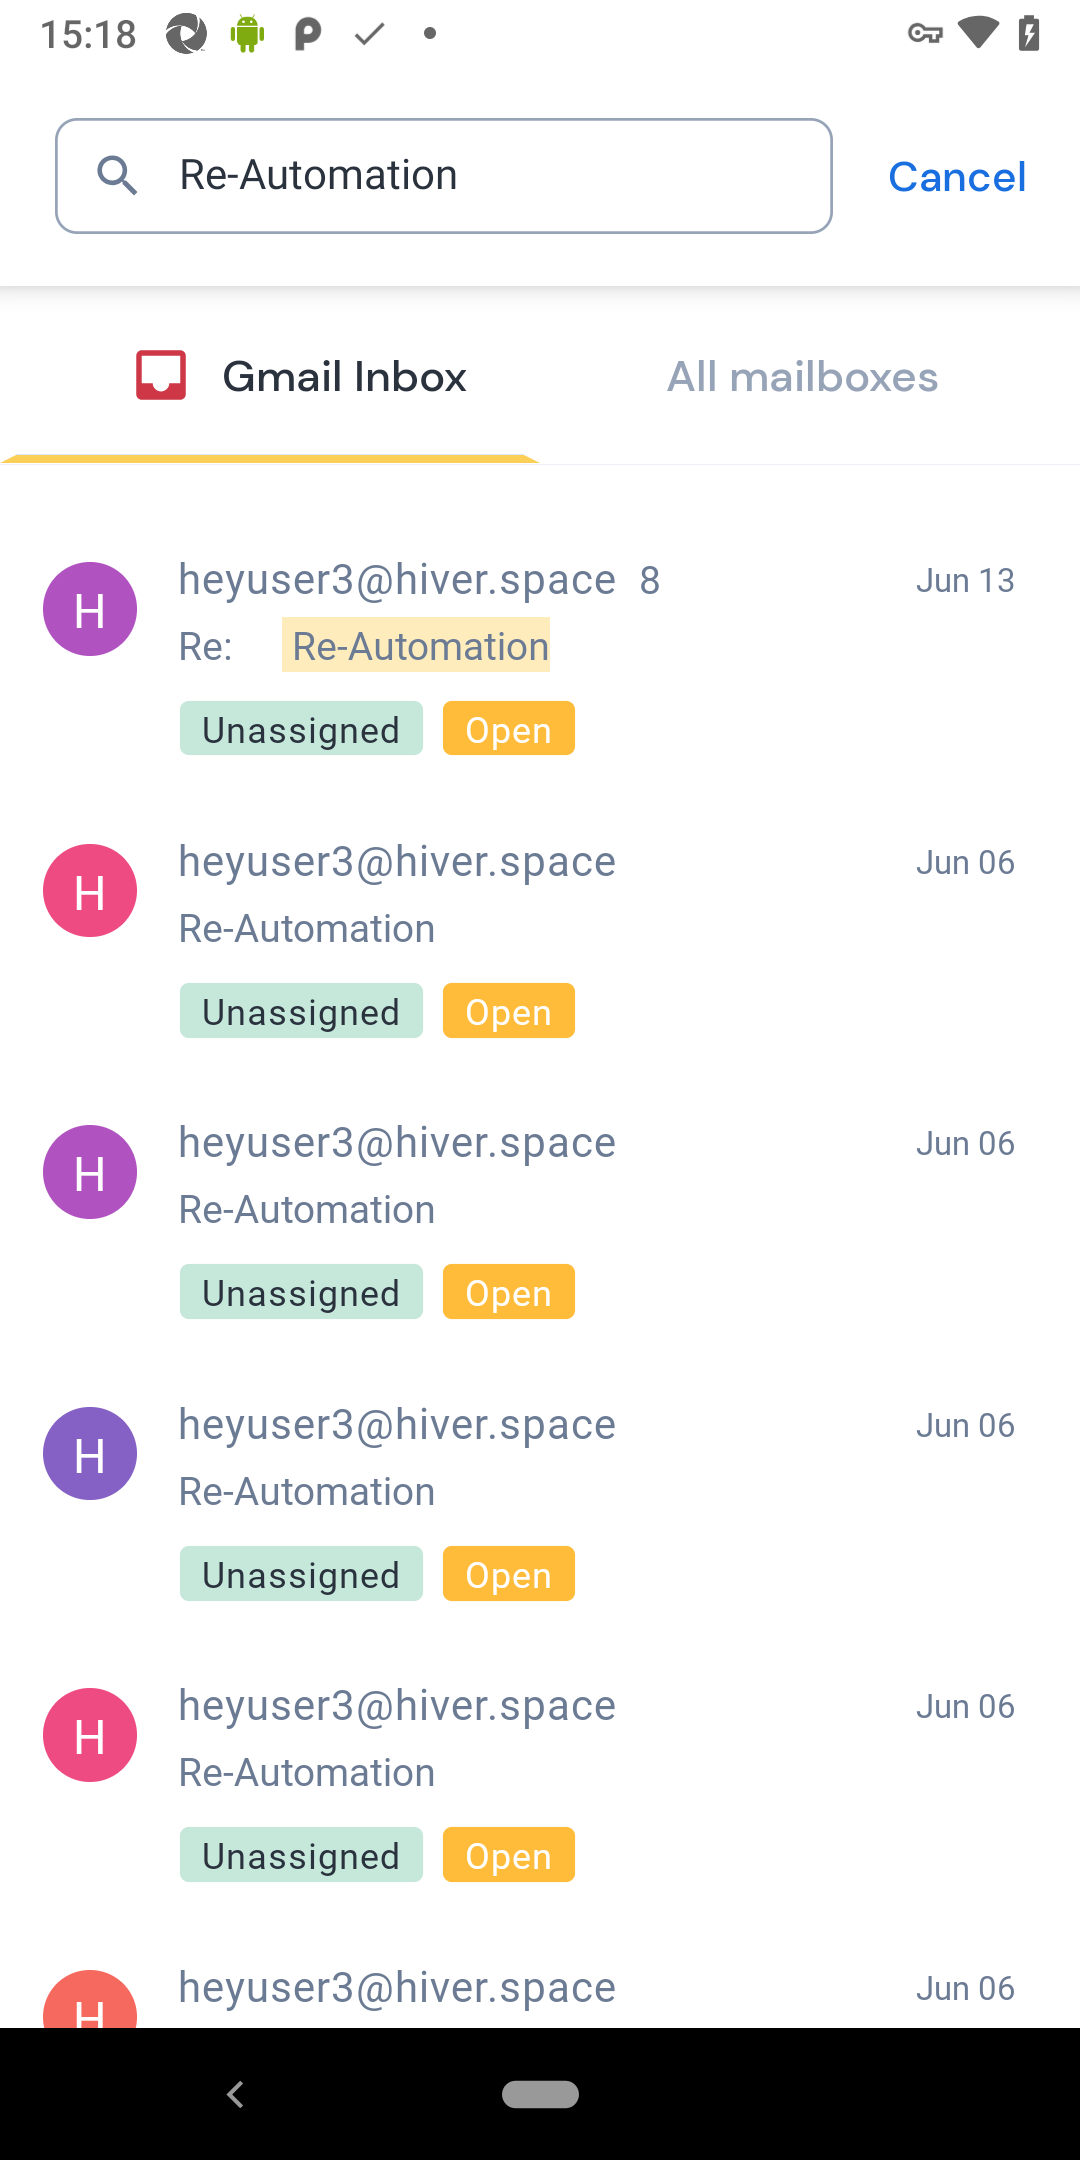 15:18
Re-Automation
Cancel
Gmail Inbox
All mailboxes
H
heyuser3@hiver.space 8
Jun 13
Re: Re-Automation
Unassigned
Open
H
heyuser3@hiver.space
Jun 06
Re-Automation
Unassigned
Open
H
heyuser3@hiver.space
Jun 06
Re-Automation
Unassigned
Open
H
heyuser3@hiver.space
Jun 06
Re-Automation
Unassigned
Open
H
heyuser3@hiver.space
Jun 06
Re-Automation
Unassigned
Open
H
heyuser3@hiver.space
Jun 06